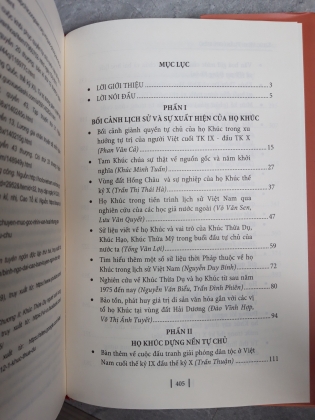 MỤC LỤC
• LỜI GIỚI THIỆU 3
• LỜI NÓI ĐẦU 5
PHẦN I
BỐI CẢNH LỊCH SỬ VÀ SỰ XUẤT HIỆN CỦA HỌ KHÚC
• Bối cảnh giành quyền tự chủ của họ Khúc trong xu
hướng tự trị của người Việt cuối TK IX - đến TK X
(Phan Văn Cả) 15
• Tam Khúc chúa sự thật về nguồn gốc và năm khởi
nghĩa (Khúc Minh Tuấn) 27
• Vùng đất Hồng Châu và sự nghiệp của họ Khúc thế
kỷ X (Trần Thị Thái Hà) 37
• Họ Khúc trong tiến trình lịch sử Việt Nam qua
nghiên cứu của các học giả nước ngoài (Võ Văn Sen,
Lưu Văn Quyết) 47
• Sử liệu viết về họ Khúc và vai trò của Khúc Thừa Dụ,
Khúc Hạo, Khúc Thừa Mỹ trong buổi đầu tự chủ của
nước ta (Tống Văn Lợi) 59
• Tìm hiểu thêm một số sử liệu thời Pháp thuộc về họ
Khúc trong lịch sử Việt Nam (Nguyễn Duy Bính) 72
• Nghiên cứu về Khúc Thừa Dụ và họ Khúc từ sau năm
1975 đến nay (Nguyễn Văn Biểu, Trần Đình Phiên) 80
• Bảo tồn, phát huy giá trị di sản văn hóa gắn với các vị
tổ họ Khúc tại vùng đất Hải Dương (Đào Vĩnh Hợp,
Võ Thị Ánh Tuyết) 94
PHẦN II
HỌ KHÚC DỰNG NỀN TỰ CHỦ
• Bàn thêm về cuộc đấu tranh giải phóng dân tộc ở Việt
Nam cuối thế kỷ IX đầu thế kỷ X (Trần Thuận) 111
405